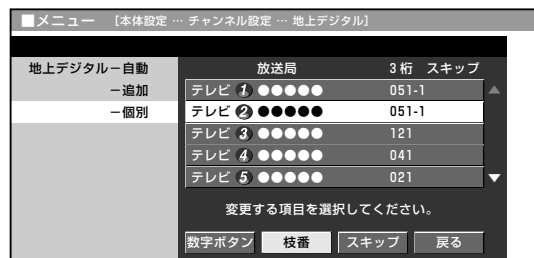 ■メニュー [本体設定 … チャンネル設定 … 地上デジタル]
地上デジタル－自動 放送局 3桁 スキップ
－追加 テレビ 1 ●●●●● 051-1 ▲
－個別 テレビ 2 ●●●●● 051-1
テレビ 3 ●●●●● 121
テレビ 4 ●●●●● 041
テレビ 5 ●●●●● 021 ▼
変更する項目を選択してください。
数字ボタン 枝番 スキップ 戻る